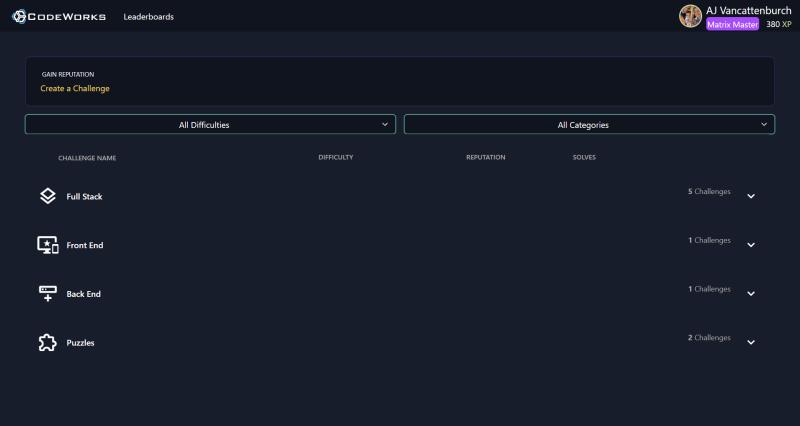 CODEWORKS Leaderboards AJ Vancattenburch
Matrix Master 380 XP
GAIN REPUTATION
Create a Challenge
All Difficulties All Categories
CHALLENGE NAME DIFFICULTY REPUTATION SOLVES
Full Stack 5 Challenges
Front End 1 Challenges
Back End 1 Challenges
Puzzles 2 Challenges